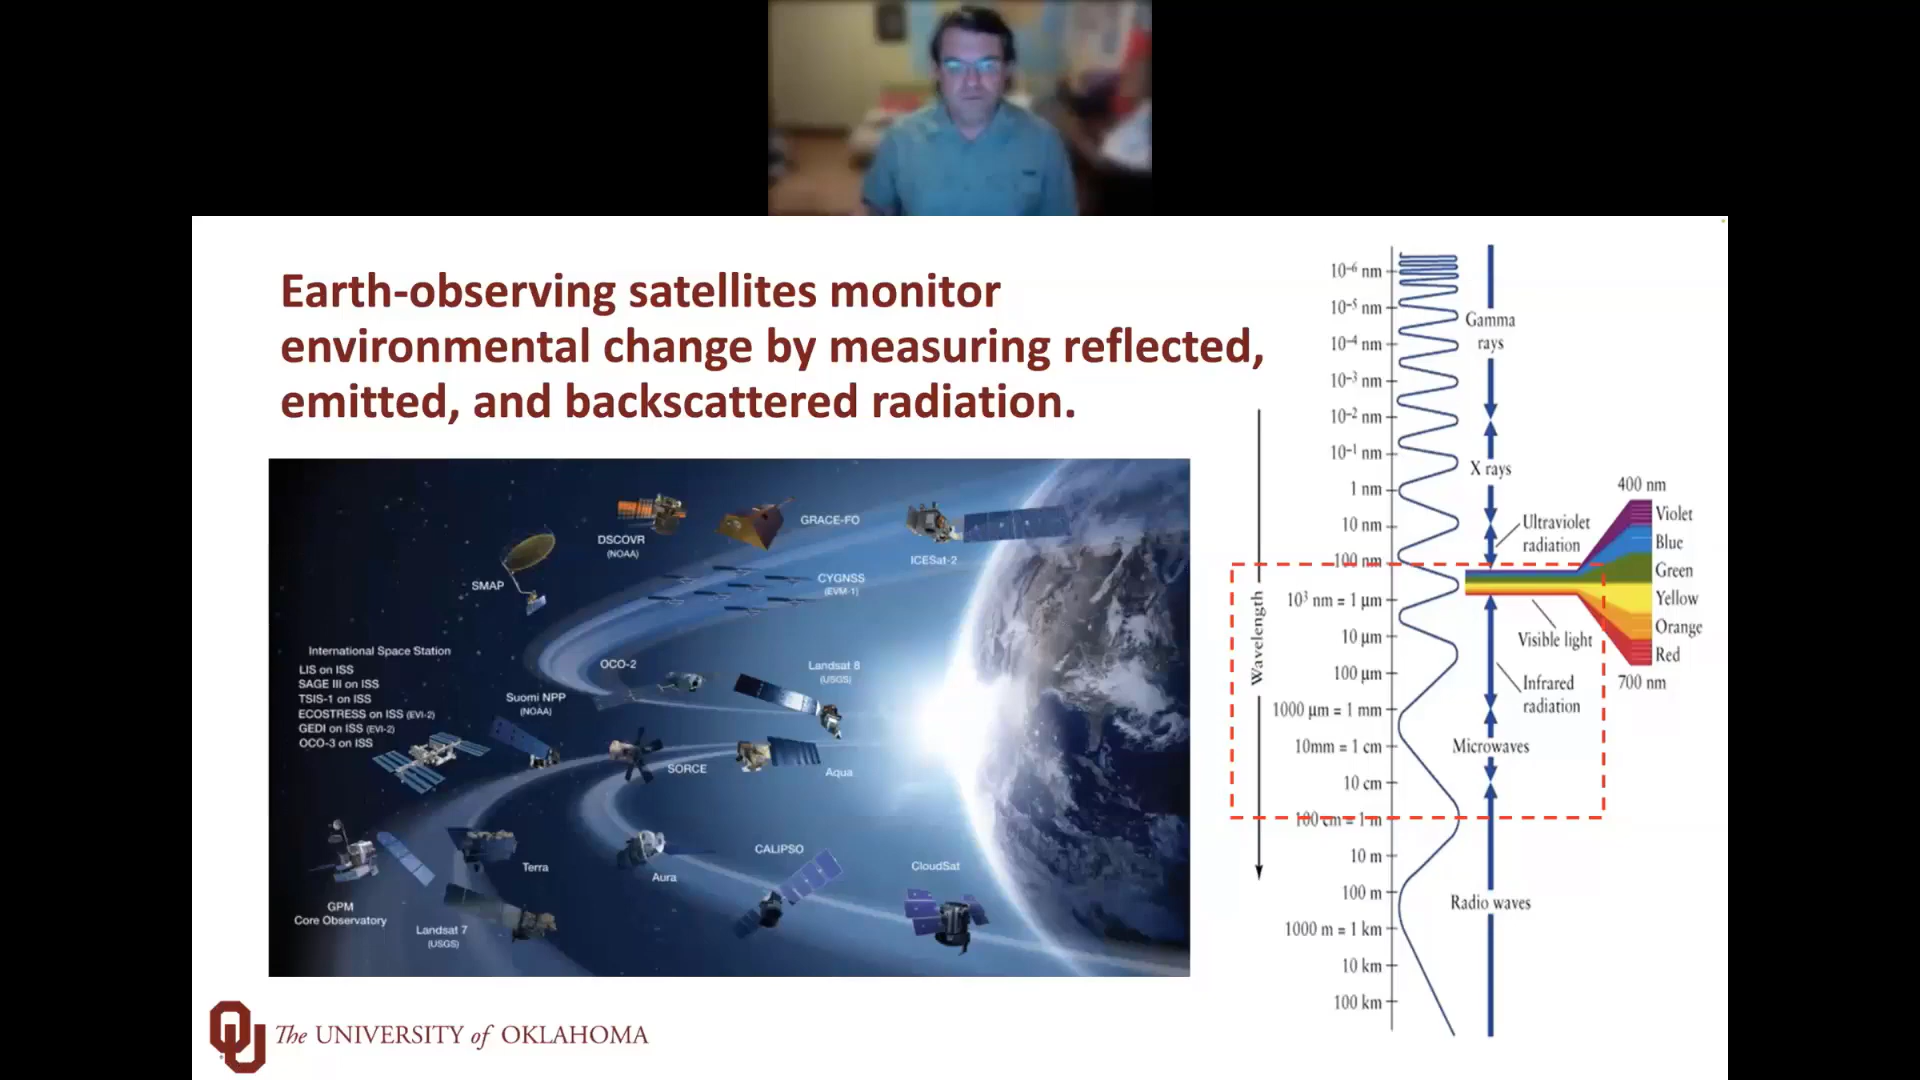 Earth-observing satellites monitor
environmental change by measuring reflected,
emitted, and backscattered radiation.
DSCOVR
(NOAA)
GRACE-FO
ICESat-2
SMAP
CYGNSS
(EVM-1)
International Space Station
LIS on ISS
SAGE III on ISS
TSIS-1 on ISS
ECOSTRESS on ISS (EVI-2)
GEDI on ISS (EVI-2)
OCO-3 on ISS
OCO-2
Landsat 8
(USGS)
Suomi NPP
(NOAA)
SORCE
Aqua
Terra
Aura
CALIPSO
CloudSat
GPM
Core Observatory
Landsat 7
(USGS)
Wavelength
10⁻⁶ nm
10⁻⁵ nm
10⁻⁴ nm
10⁻³ nm
10⁻² nm
10⁻¹ nm
1 nm
10 nm
100 nm
10³ nm = 1 µm
10 µm
100 µm
1000 µm = 1 mm
10mm = 1 cm
10 cm
100 cm = 1 m
10 m
100 m
1000 m = 1 km
10 km
100 km
Gamma
rays
X rays
Ultraviolet
radiation
Visible light
Infrared
radiation
Microwaves
Radio waves
400 nm
Violet
Blue
Green
Yellow
Orange
Red
700 nm
OU The UNIVERSITY of OKLAHOMA